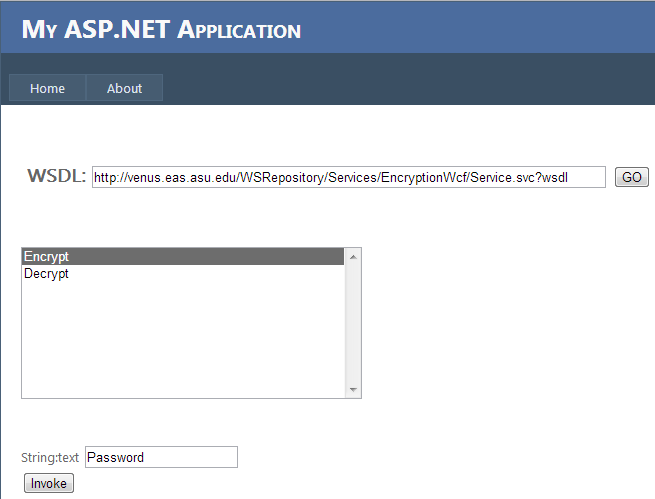 My ASP.NET Application
Home About
WSDL: http://venus.eas.asu.edu/WSRepository/Services/EncryptionWcf/Service.svc?wsdl GO
Encrypt
Decrypt
String:text Password
Invoke